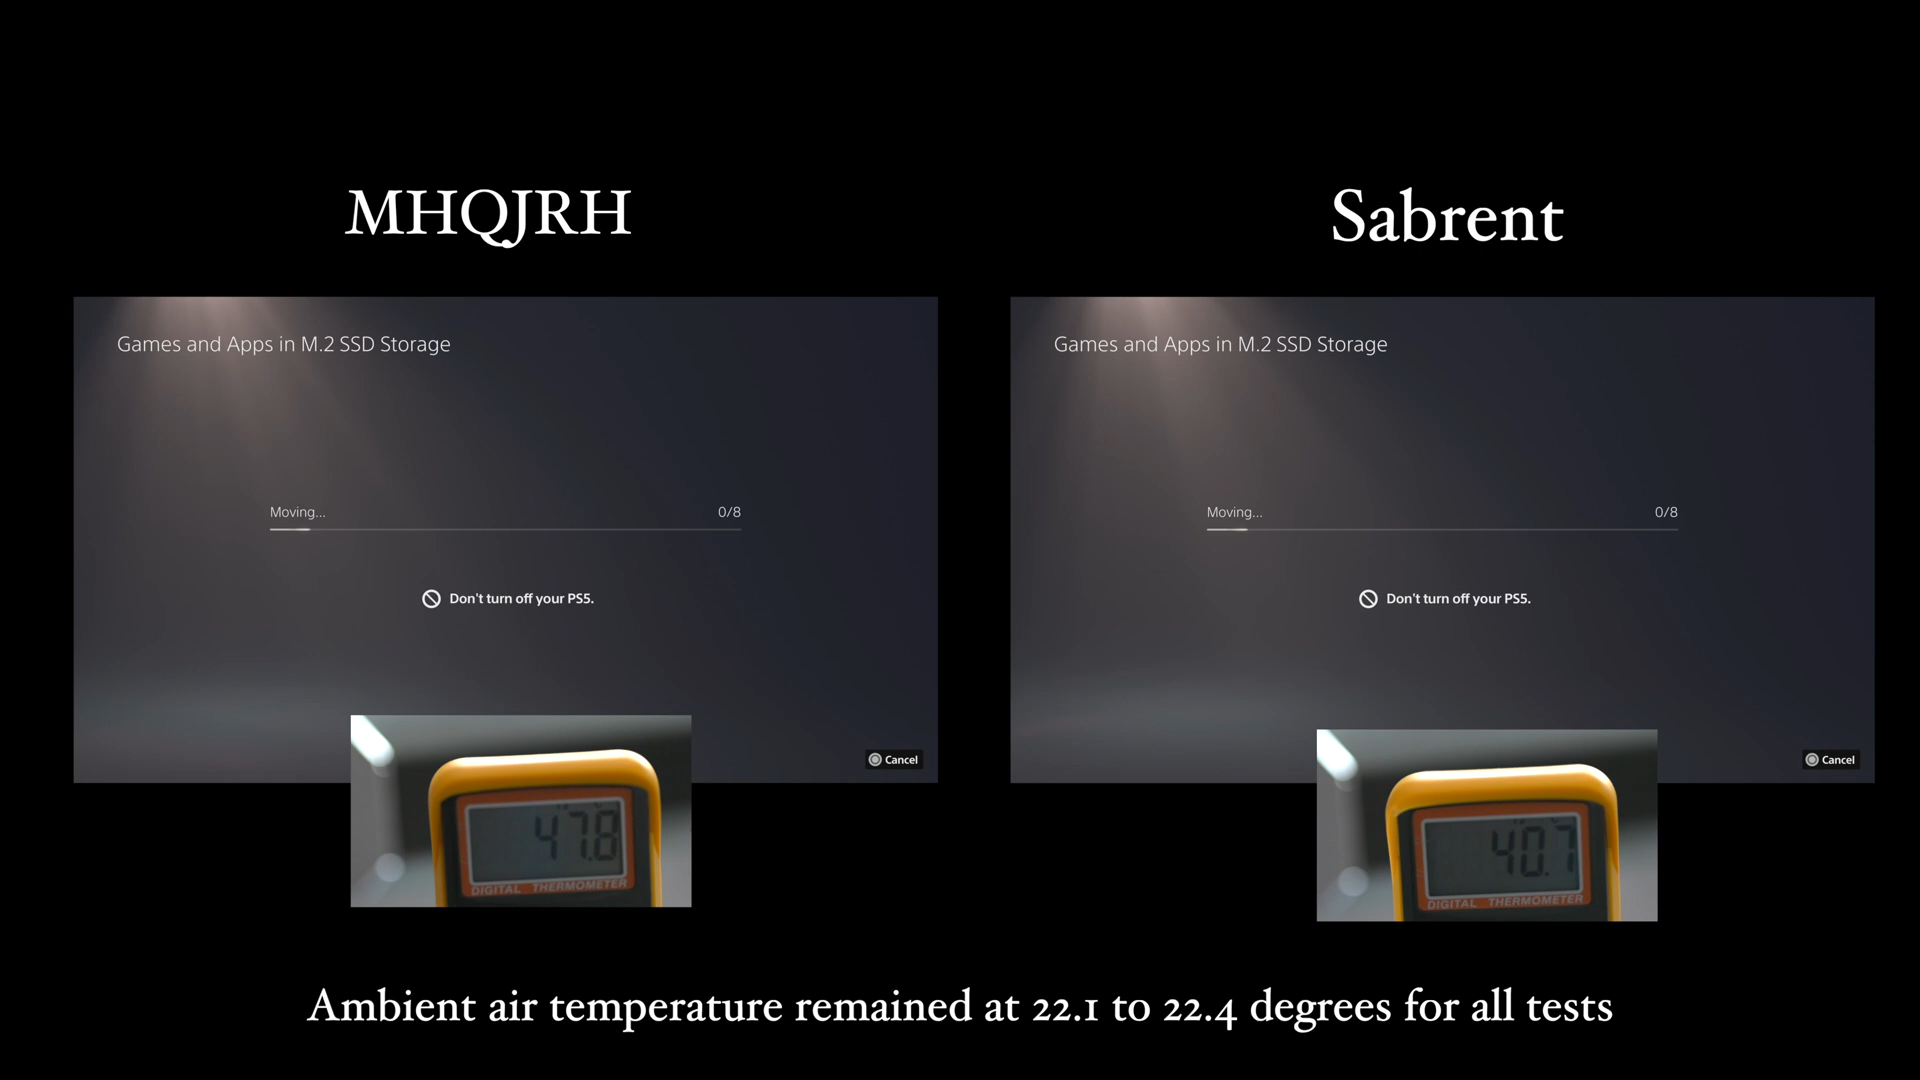 MHQJRH
Sabrent
Games and Apps in M.2 SSD Storage
Moving...
0/8
Don't turn off your PS5.
Cancel
47.8
DIGITAL THERMOMETER
Games and Apps in M.2 SSD Storage
Moving...
0/8
Don't turn off your PS5.
Cancel
40.7
DIGITAL THERMOMETER
Ambient air temperature remained at 22.1 to 22.4 degrees for all tests